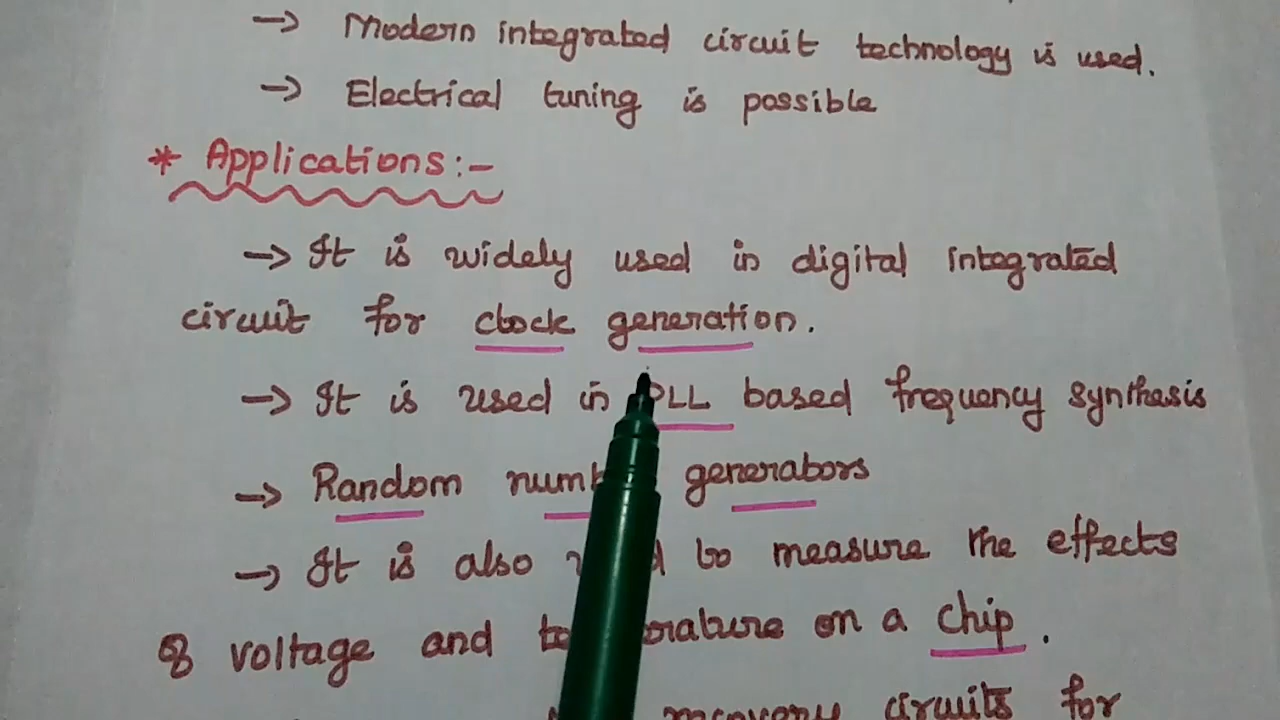 → Modern integrated circuit technology is used.
→ Electrical tuning is possible
* Applications:-
→ It is widely used in digital integrated
circuit for clock generation.
→ It is used in PLL based frequency synthesis
→ Random generators
→ It is also to measure the effects
of voltage and on a chip.
recovery circuits for